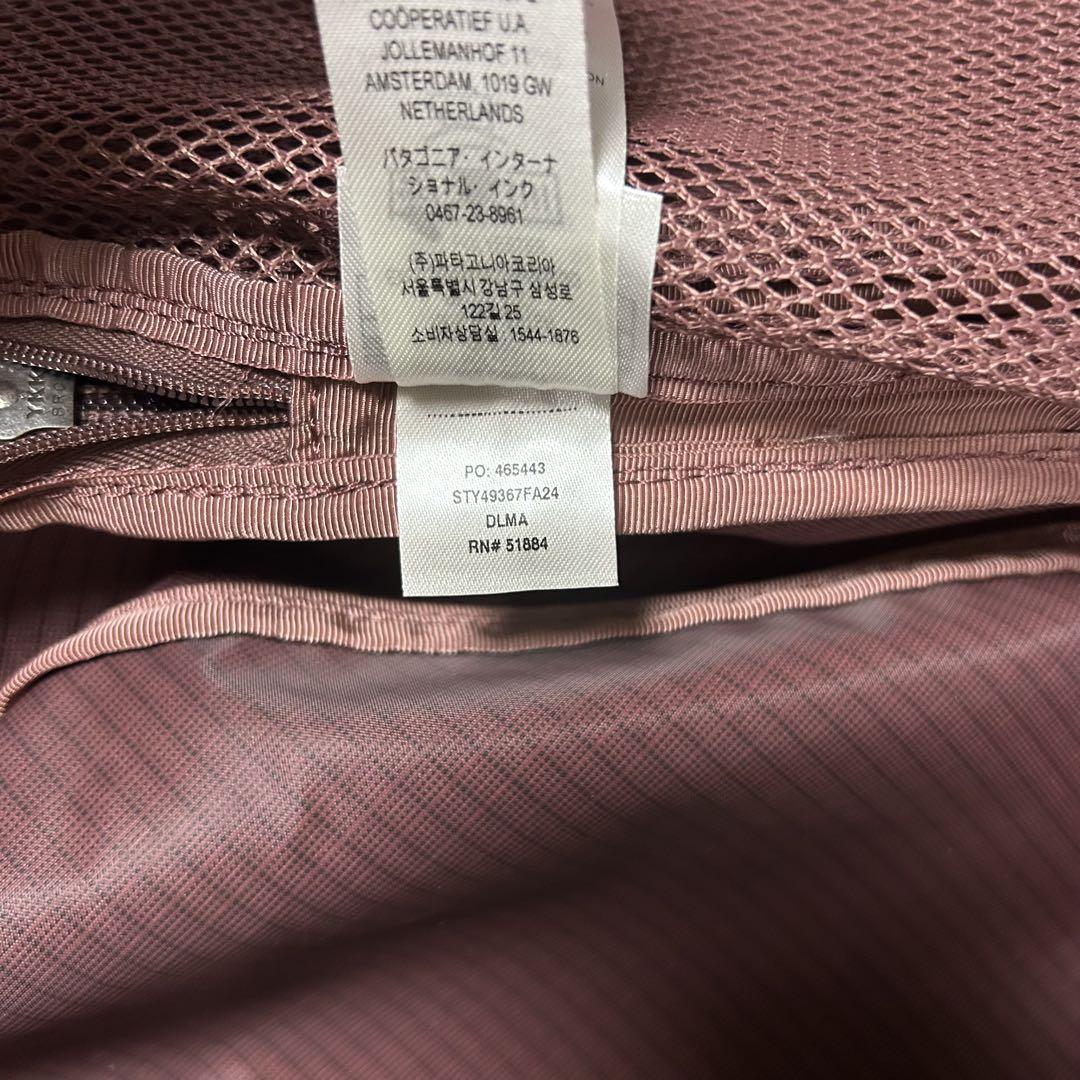 COÖPERATIEF U.A
JOLLEMANHOF 11
AMSTERDAM, 1019 GW
NETHERLANDS
パタゴニア・インターナ
ショナル・インク
0467-23-8961
(주)파타고니아코리아
서울특별시 강남구 삼성로
122길 25
소비자상담실 1544-1876
PO: 465443
STY49367FA24
DLMA
RN# 51884
YKK